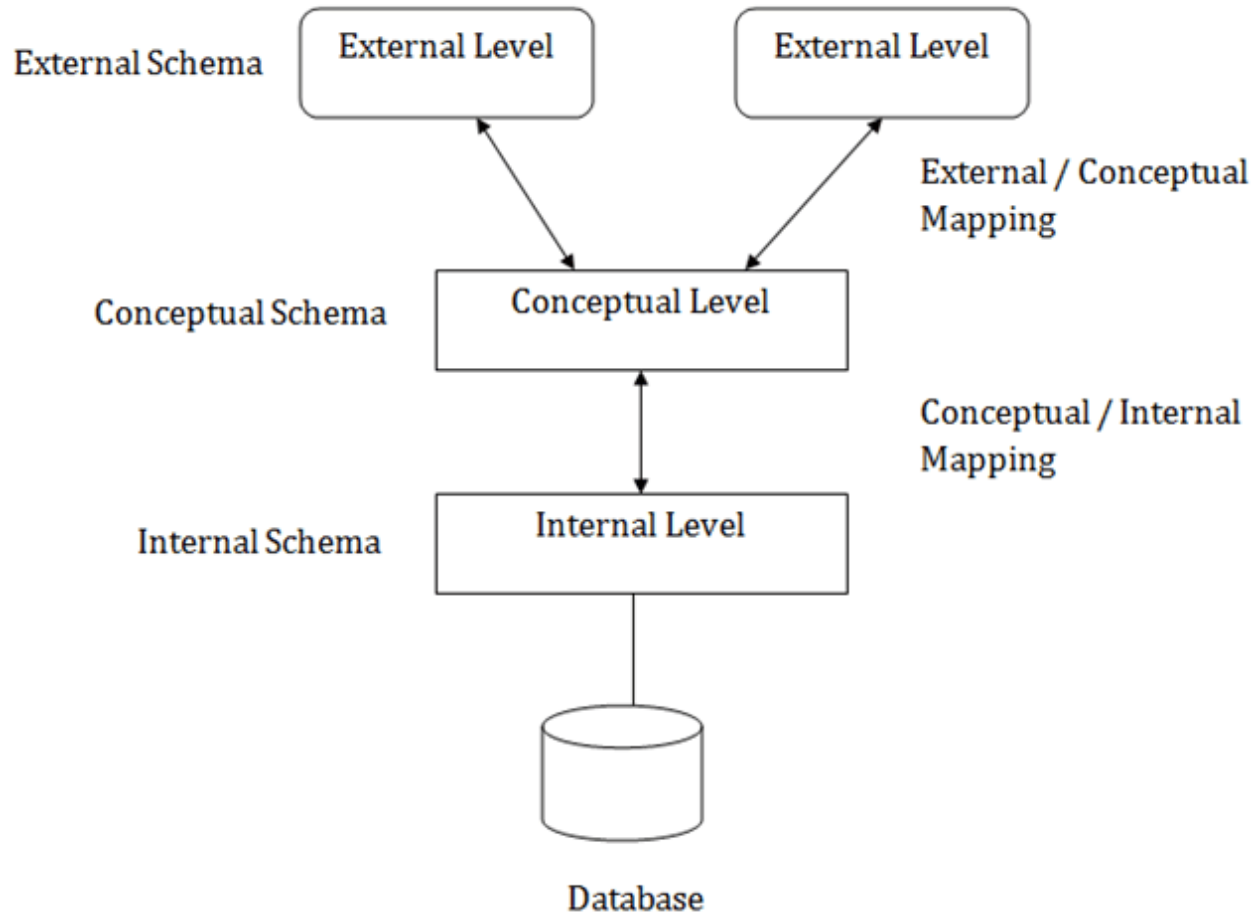 External Schema
External Level
External Level
External / Conceptual
Mapping
Conceptual Schema
Conceptual Level
Conceptual / Internal
Mapping
Internal Schema
Internal Level
Database